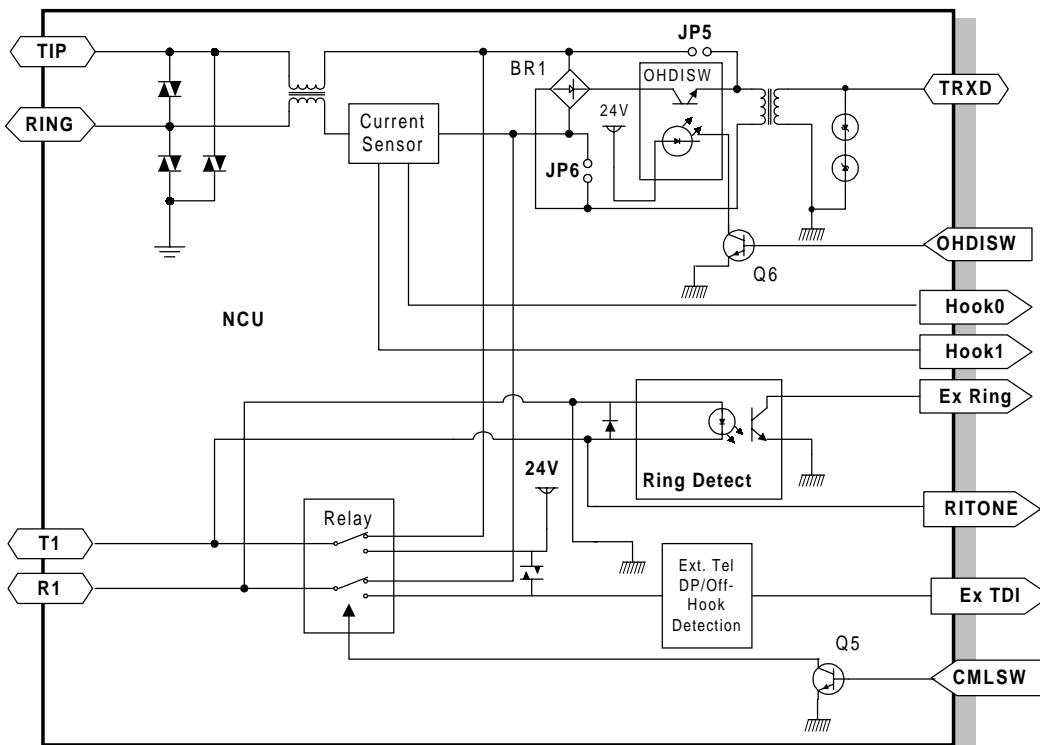 TIP
JP5
BR1
OHDISW
TRXD
24V
RING
Current
Sensor
JP6
OHDISW
Q6
Hook0
NCU
Hook1
Ex Ring
Ring Detect
24V
RITONE
Relay
T1
R1
Ext. Tel
DP/Off-
Hook
Detection
Ex TDI
Q5
CMLSW